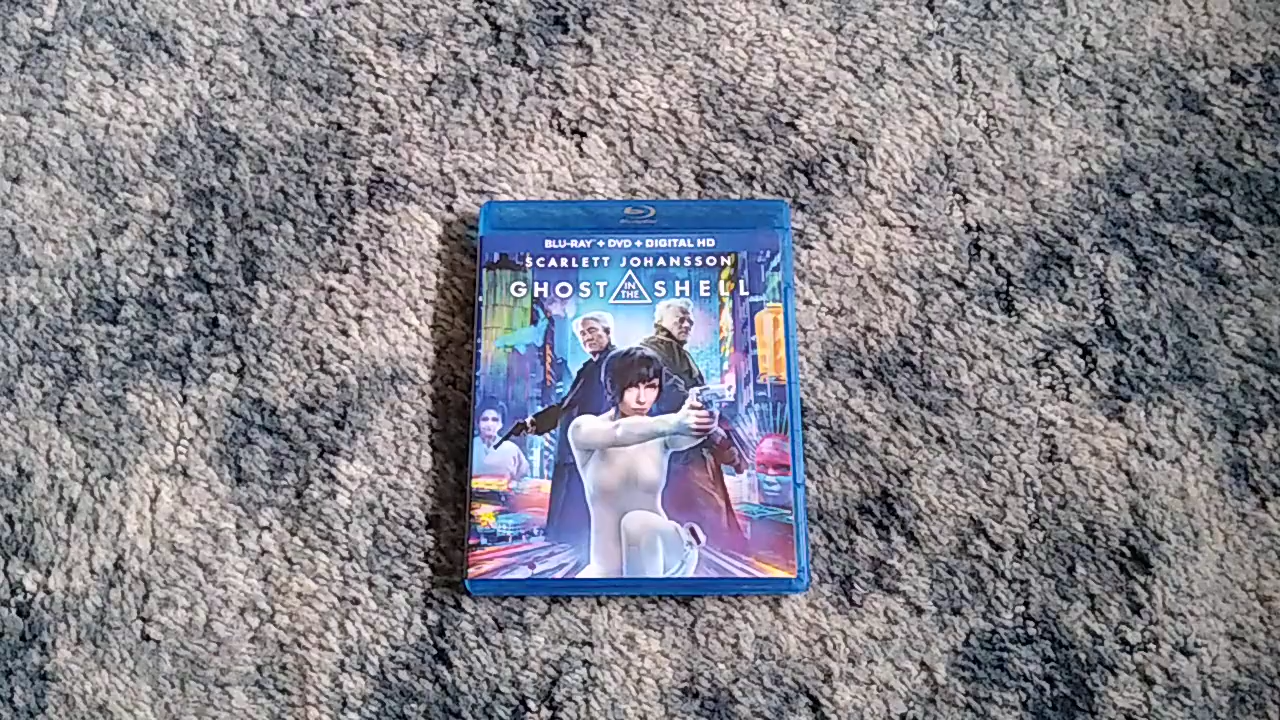 BLU-RAY + DVD + DIGITAL HD
SCARLETT JOHANSSON
GHOST IN THE SHELL